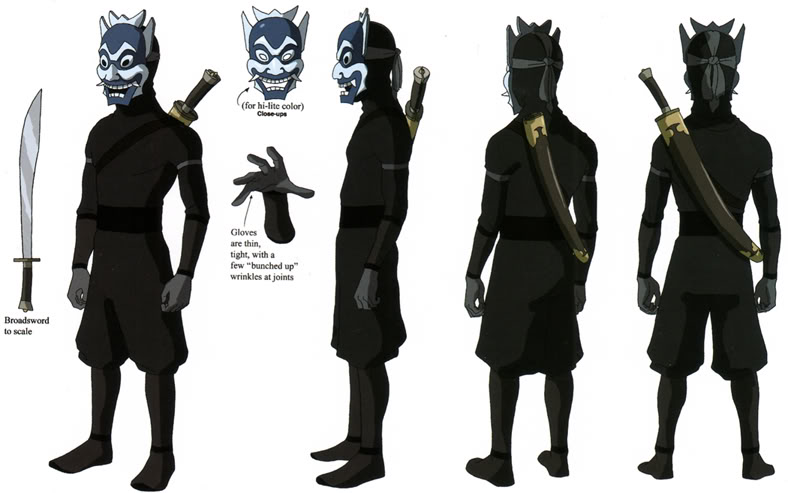 (for hi-lite color)
Close-ups
Gloves
are thin,
tight, with a
few "bunched up"
wrinkles at joints
Broadsword
to scale